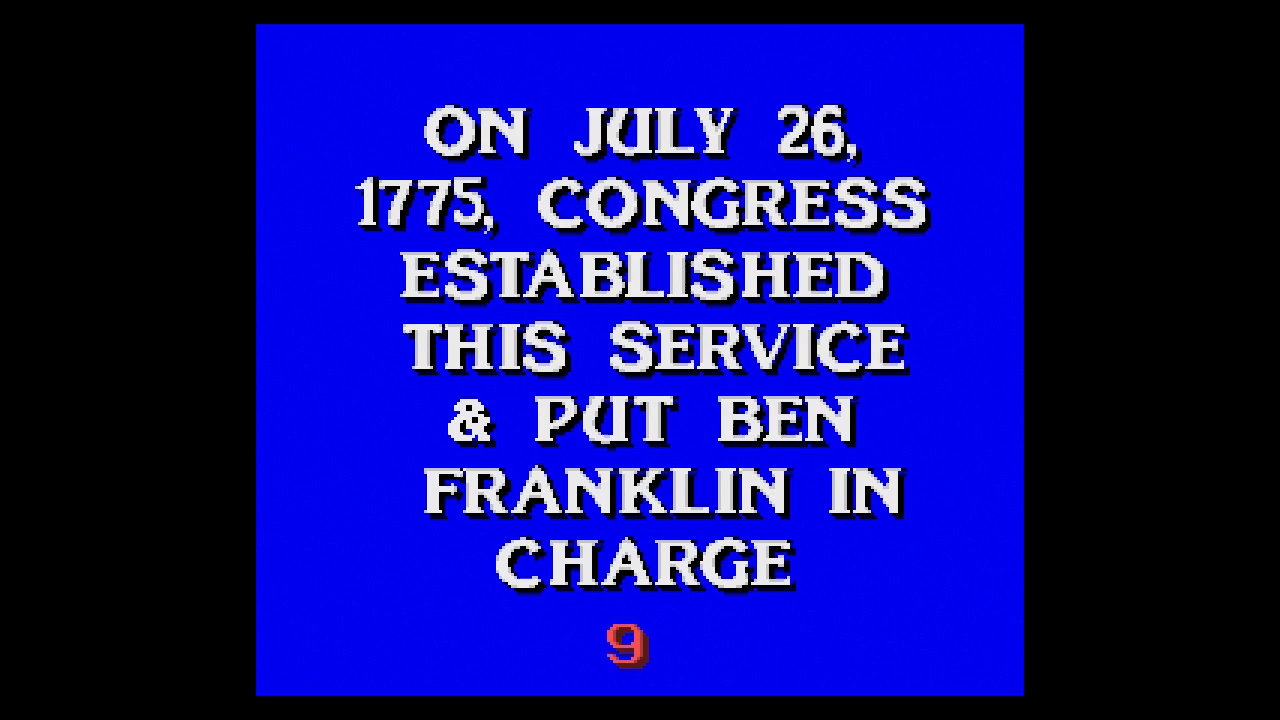 ON JULY 26,
1775, CONGRESS
ESTABLISHED
THIS SERVICE
& PUT BEN
FRANKLIN IN
CHARGE
9